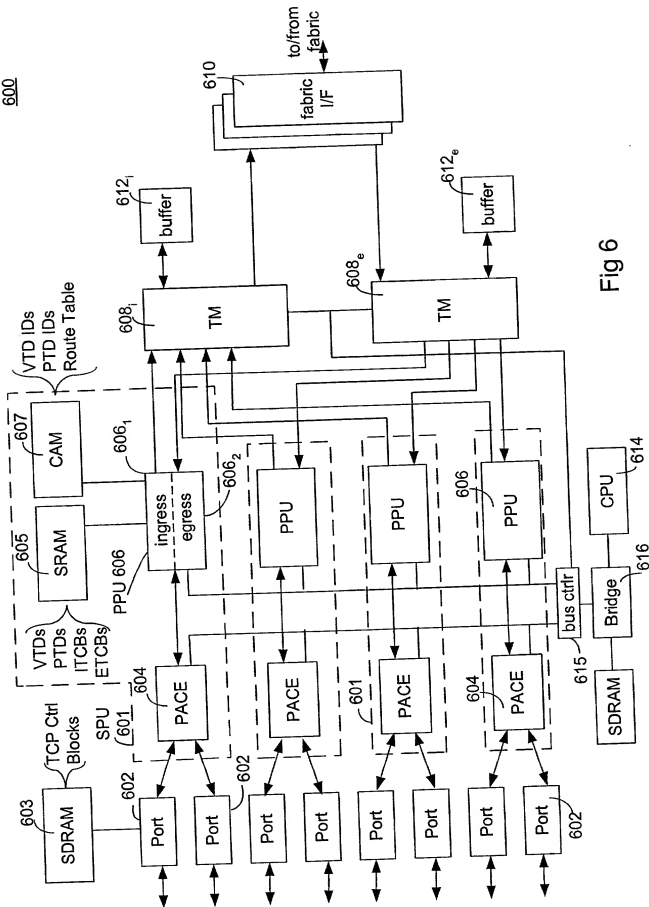 600
603
SDRAM
TCP Ctrl
Blocks
SPU
601
VTDs
PTDs
ITCBs
ETCBs
605
SRAM
607
CAM
VTD IDs
PTD IDs
Route Table
PPU 606
606₁
ingress
egress
606₂
602
Port
Port
602
Port
Port
Port
Port
Port
Port
602
604
PACE
PACE
601
PACE
604
PACE
PPU
PPU
606
PPU
608ᵢ
TM
608ₑ
TM
612ᵢ
buffer
612ₑ
buffer
610
fabric
I/F
to/from
fabric
bus ctrlr
615
Bridge
616
CPU
614
SDRAM
Fig 6